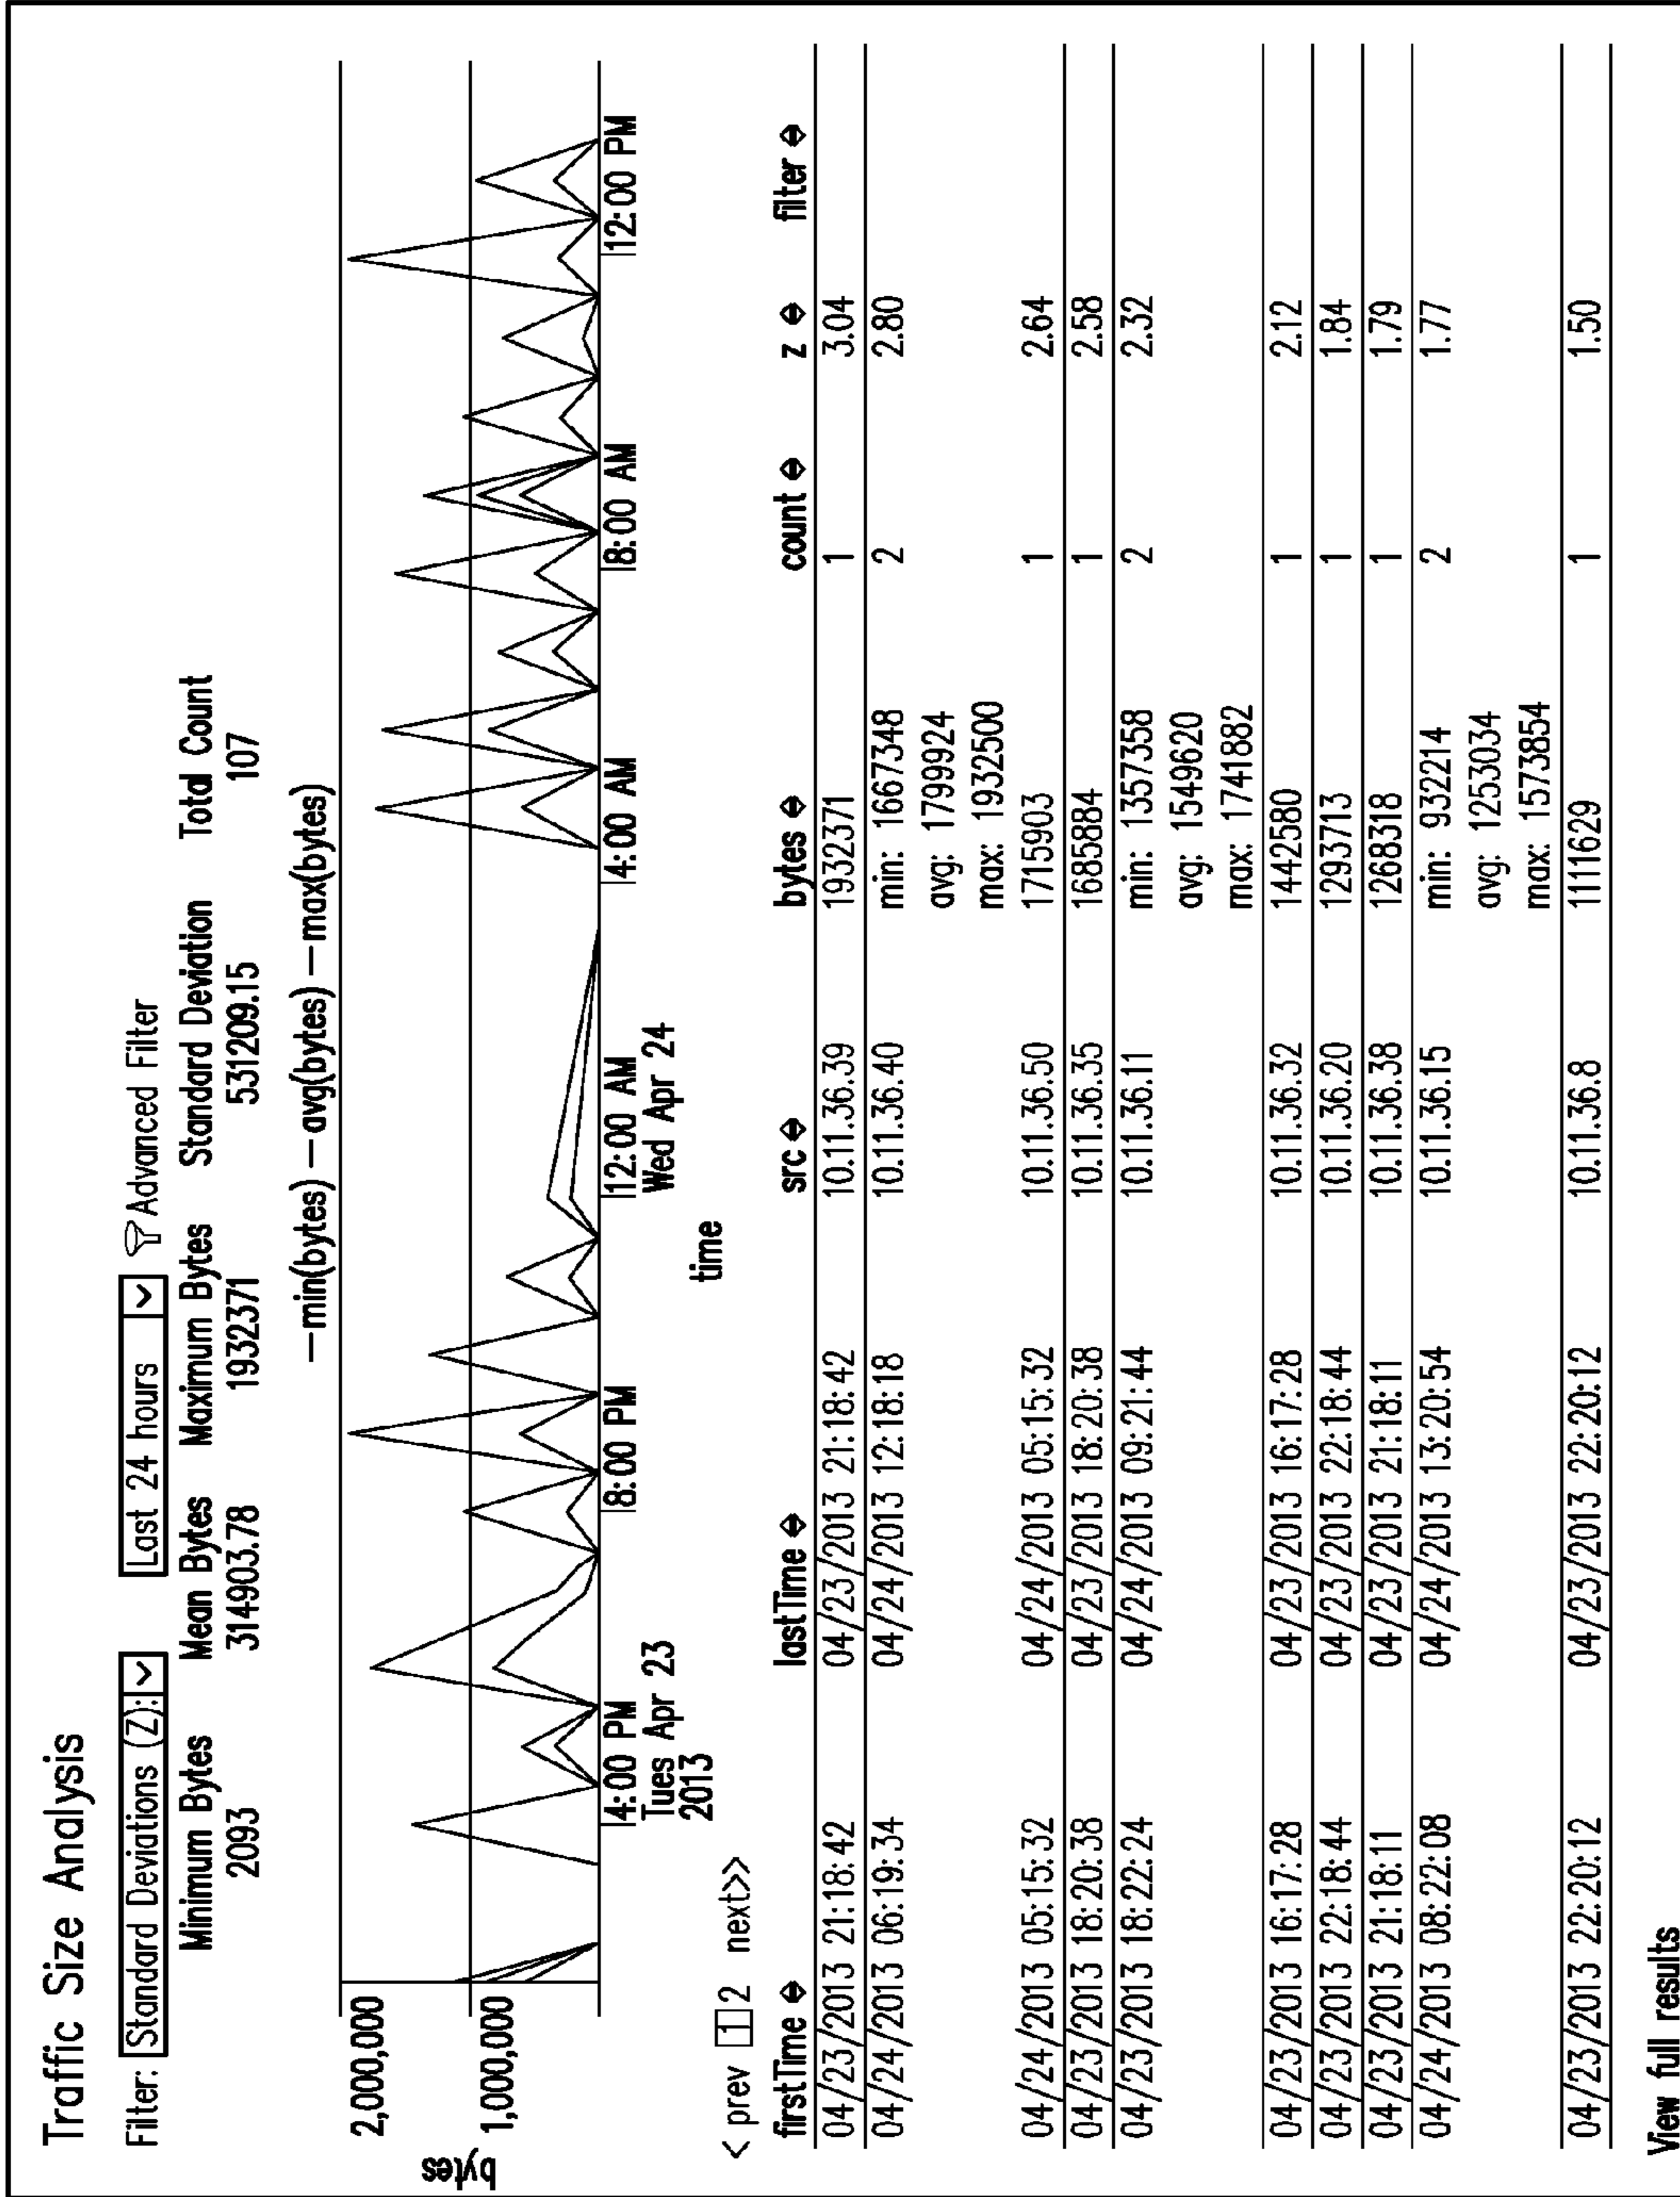 Traffic Size Analysis
Filter: Standard Deviations (Z): Last 24 hours Advanced Filter
Minimum Bytes Mean Bytes Maximum Bytes Standard Deviation Total Count
2093 314903.78 1932371 531209.15 107
—min(bytes) —avg(bytes) —max(bytes)
2,000,000
1,000,000
bytes
4:00 PM 8:00 PM 12:00 AM 4:00 AM 8:00 AM 12:00 PM
Tues Apr 23 Wed Apr 24
2013
time
< prev 1 2 next>>
firstTime lastTime src bytes count z filter
04/23/2013 21:18:42 04/23/2013 21:18:42 10.11.36.39 1932371 1 3.04
04/24/2013 06:19:34 04/24/2013 12:18:18 10.11.36.40 min: 1667348 2 2.80
avg: 1799924
max: 1932500
04/24/2013 05:15:32 04/24/2013 05:15:32 10.11.36.50 1715903 1 2.64
04/23/2013 18:20:38 04/23/2013 18:20:38 10.11.36.35 1685884 1 2.58
04/23/2013 18:22:24 04/24/2013 09:21:44 10.11.36.11 min: 1357358 2 2.32
avg: 1549620
max: 1741882
04/23/2013 16:17:28 04/23/2013 16:17:28 10.11.36.32 1442580 1 2.12
04/23/2013 22:18:44 04/23/2013 22:18:44 10.11.36.20 1293713 1 1.84
04/23/2013 21:18:11 04/23/2013 21:18:11 10.11.36.38 1268318 1 1.79
04/24/2013 08:22:08 04/24/2013 13:20:54 10.11.36.15 min: 932214 2 1.77
avg: 1253034
max: 1573854
04/23/2013 22:20:12 04/23/2013 22:20:12 10.11.36.8 1111629 1 1.50
View full results